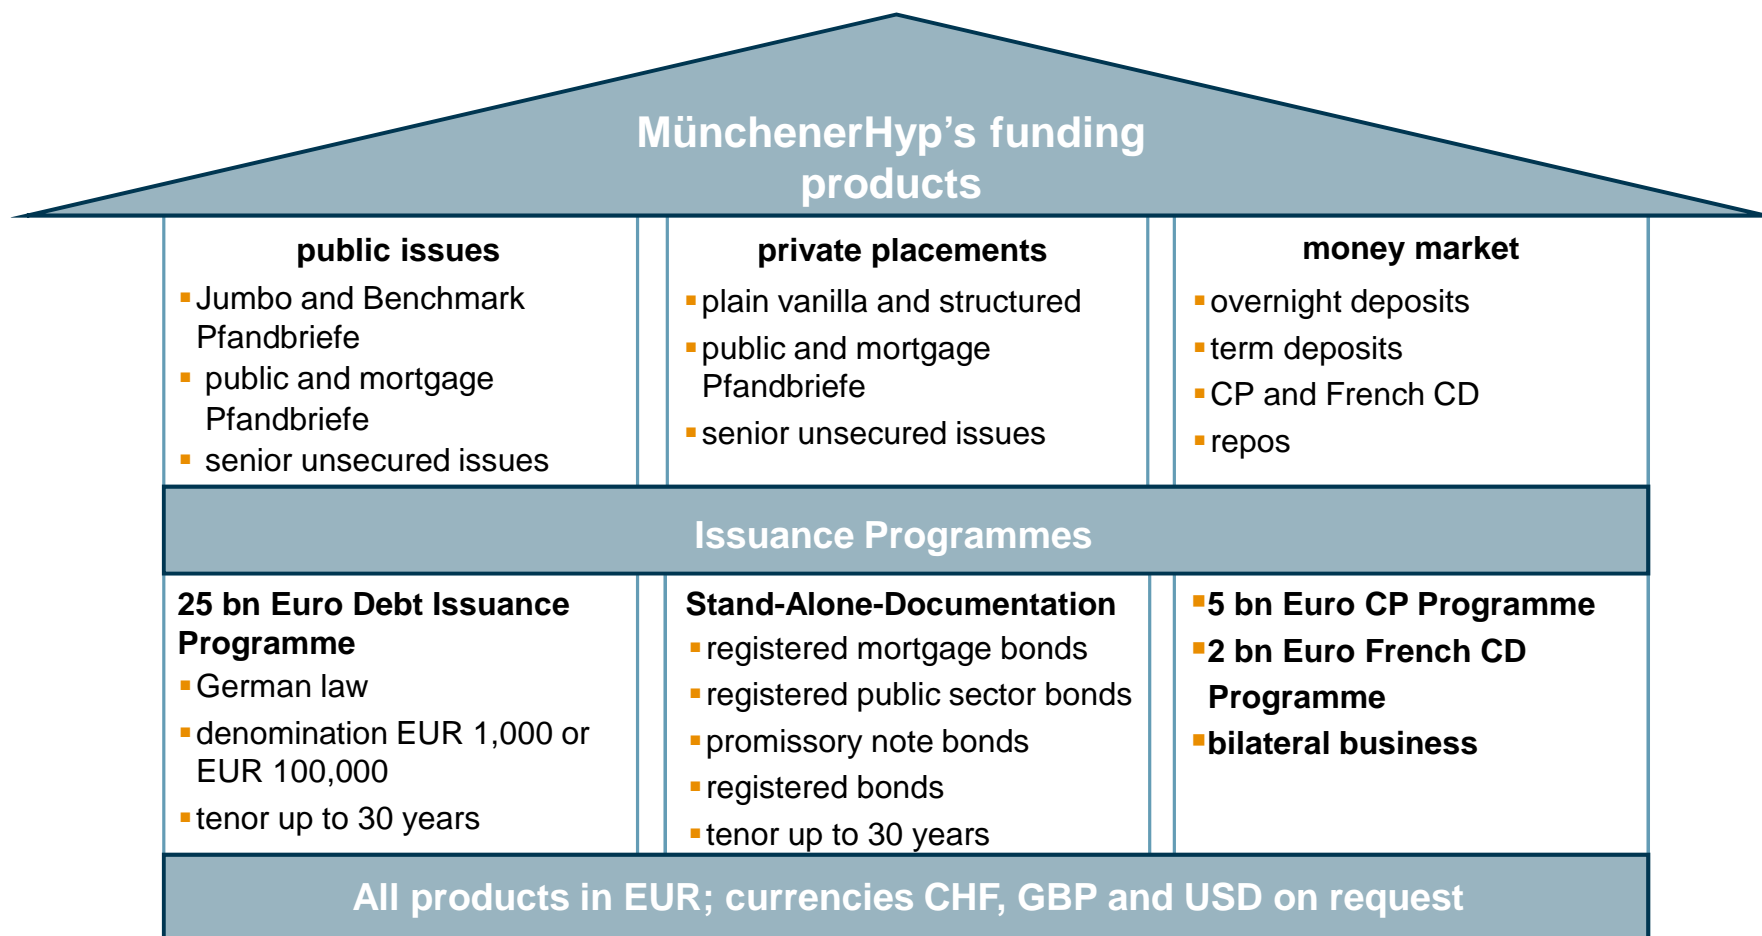 MünchenerHyp’s funding
products
public issues
▪Jumbo and Benchmark
Pfandbriefe
▪ public and mortgage
Pfandbriefe
▪ senior unsecured issues
private placements
▪plain vanilla and structured
▪public and mortgage
Pfandbriefe
▪senior unsecured issues
money market
▪overnight deposits
▪term deposits
▪CP and French CD
▪repos
Issuance Programmes
25 bn Euro Debt Issuance
Programme
▪German law
▪denomination EUR 1,000 or
EUR 100,000
▪tenor up to 30 years
Stand-Alone-Documentation
▪registered mortgage bonds
▪registered public sector bonds
▪promissory note bonds
▪registered bonds
▪tenor up to 30 years
▪5 bn Euro CP Programme
▪2 bn Euro French CD
Programme
▪bilateral business
All products in EUR; currencies CHF, GBP and USD on request